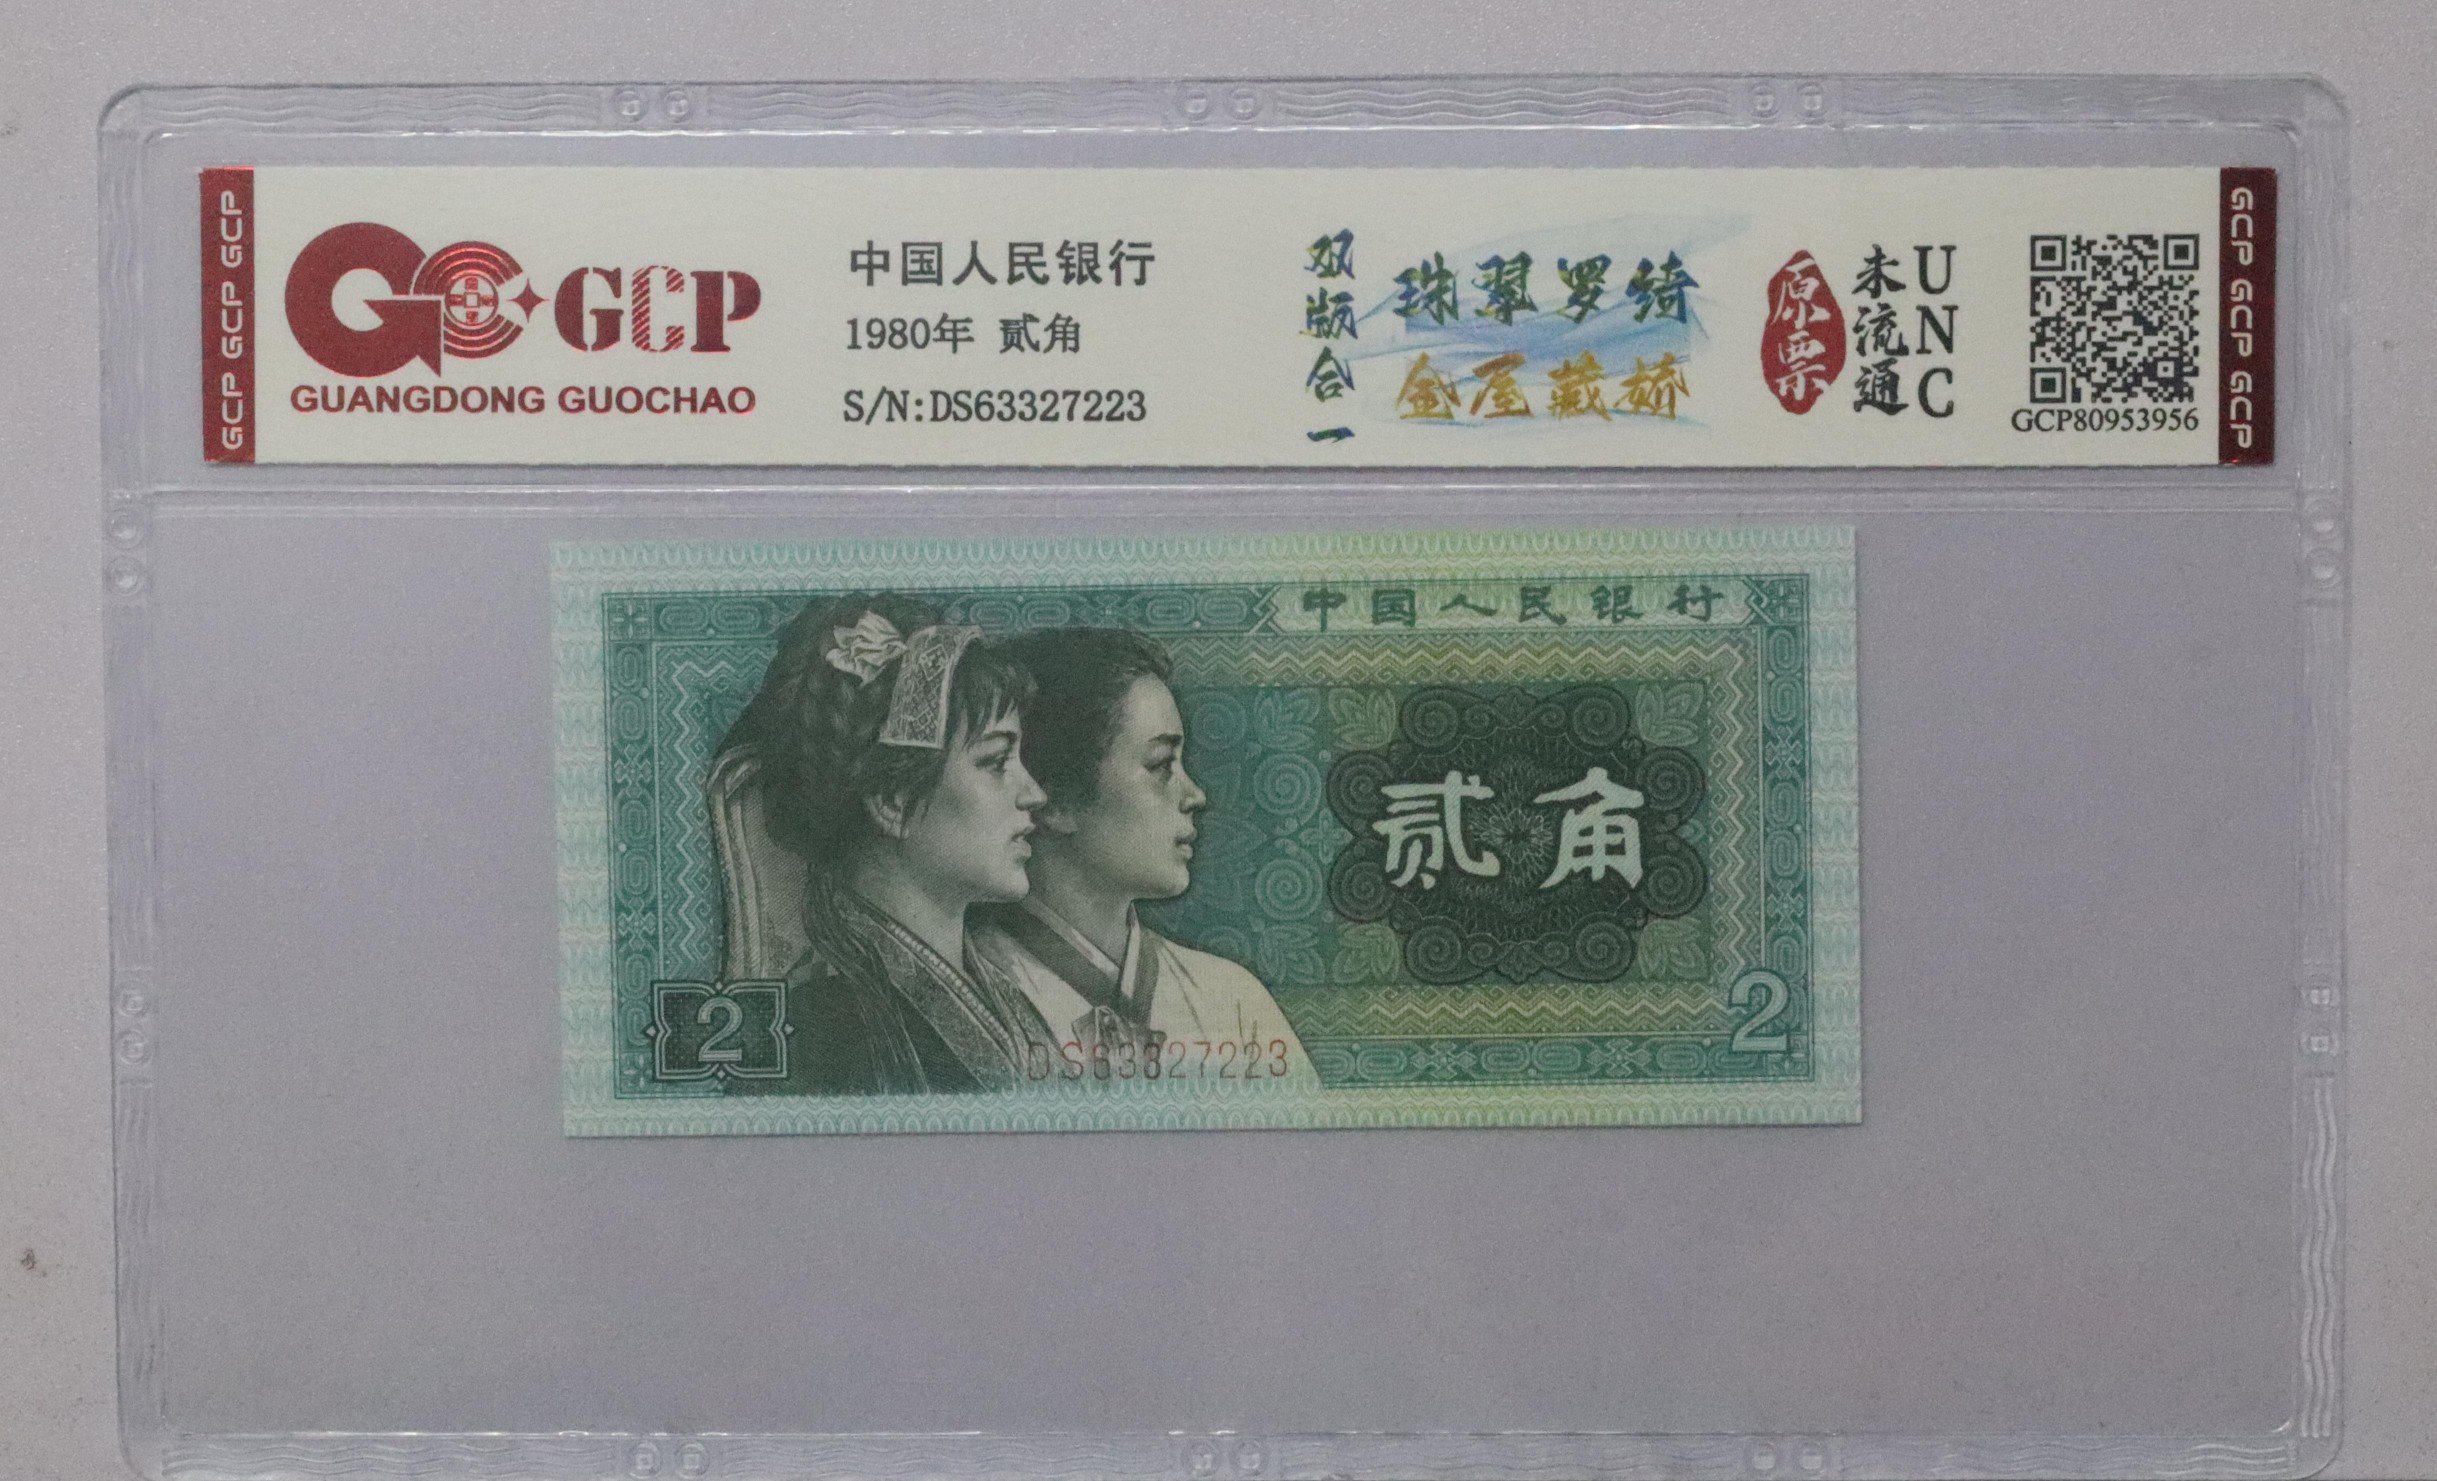 GCP GCP GCP
GCP
GUANGDONG GUOCHAO
中国人民银行
1980年 贰角
S/N:DS63327223
双版合一
珠翠罗绮
金屋藏娇
原票
未流通
UNC
GCP80953956
GCP GCP GCP
中国人民银行
贰角
2
2
DS63327223